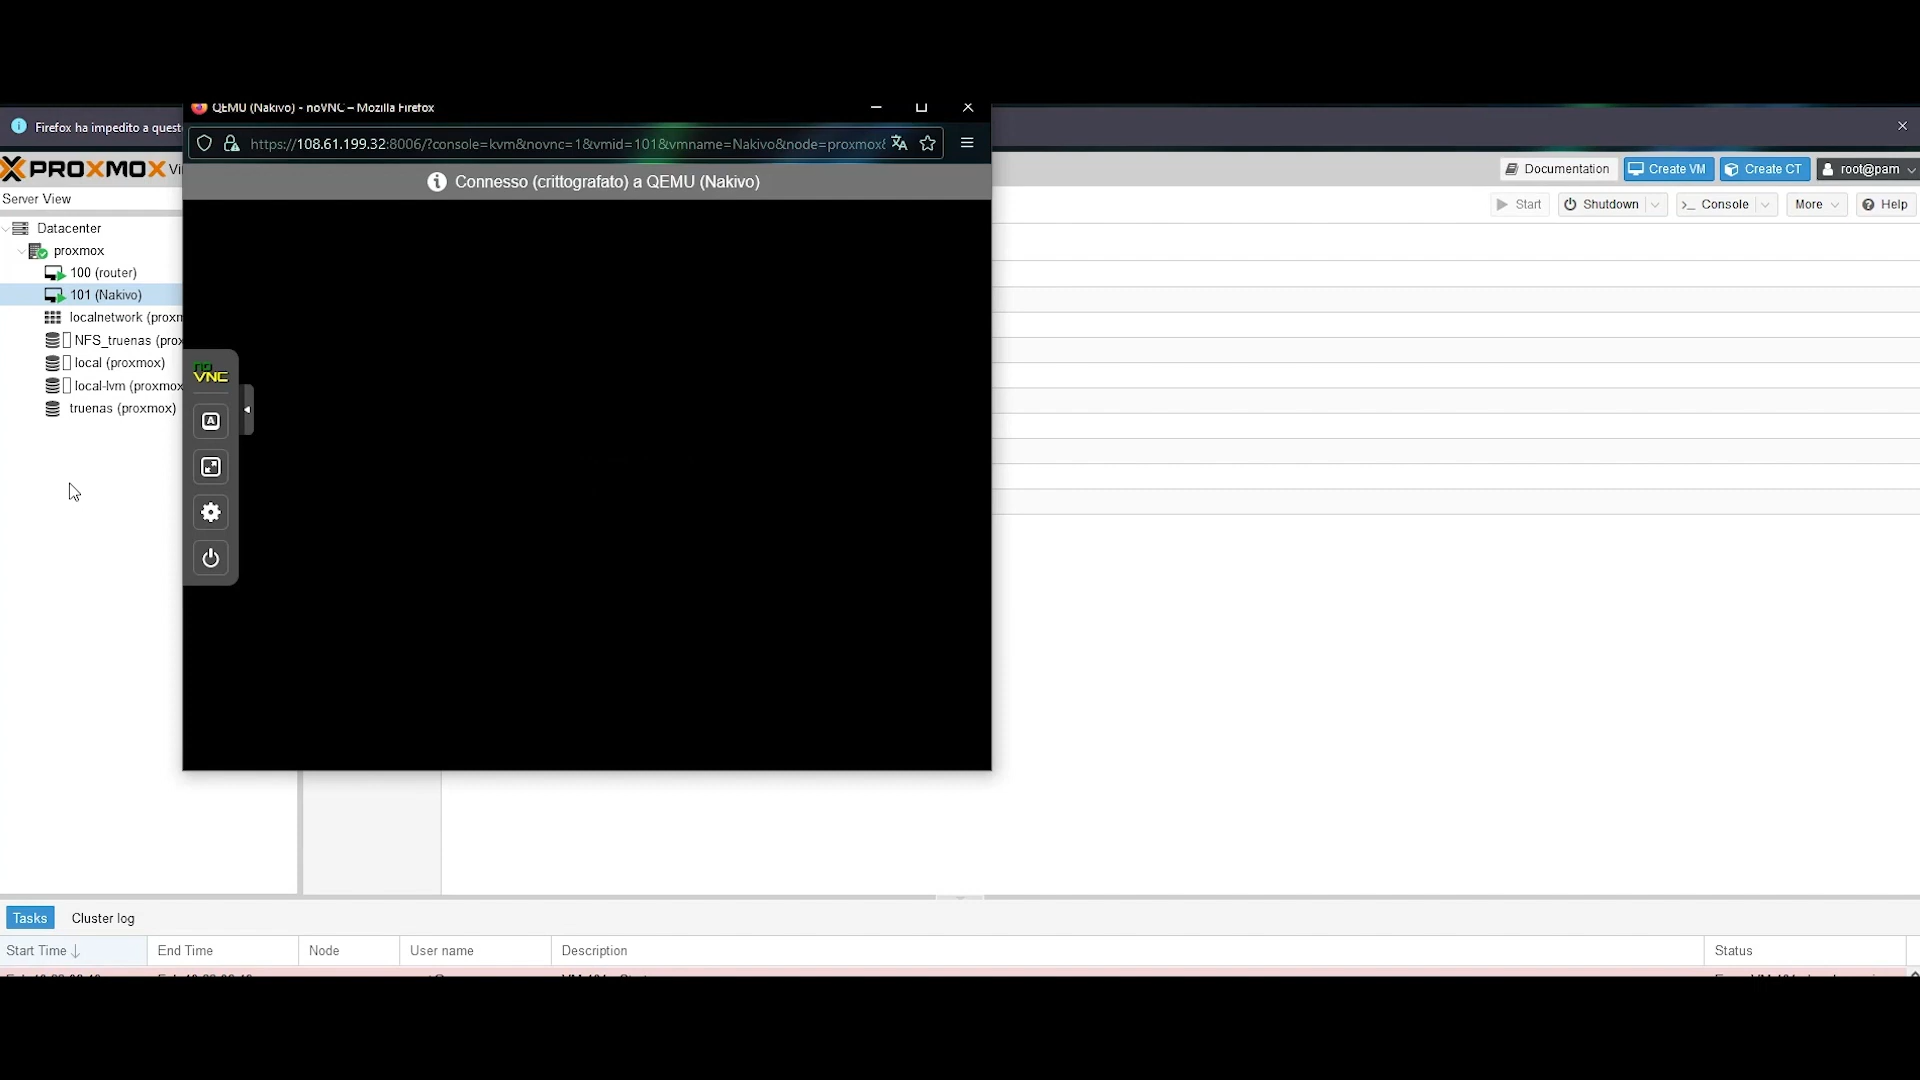 QEMU (Nakivo) - noVNC – Mozilla Firefox
Firefox ha impedito a quest
https://108.61.199.32:8006/?console=kvm&novnc=1&vmid=101&vmname=Nakivo&node=proxmox&
PROXMOX Vi
Documentation
Create VM
Create CT
root@pam
Connesso (crittografato) a QEMU (Nakivo)
Server View
Start
Shutdown
Console
More
Help
Datacenter
proxmox
100 (router)
101 (Nakivo)
localnetwork (proxm
NFS_truenas (prox
local (proxmox)
local-lvm (proxmox
truenas (proxmox)
no
VNC
A
Tasks
Cluster log
Start Time
End Time
Node
User name
Description
Status